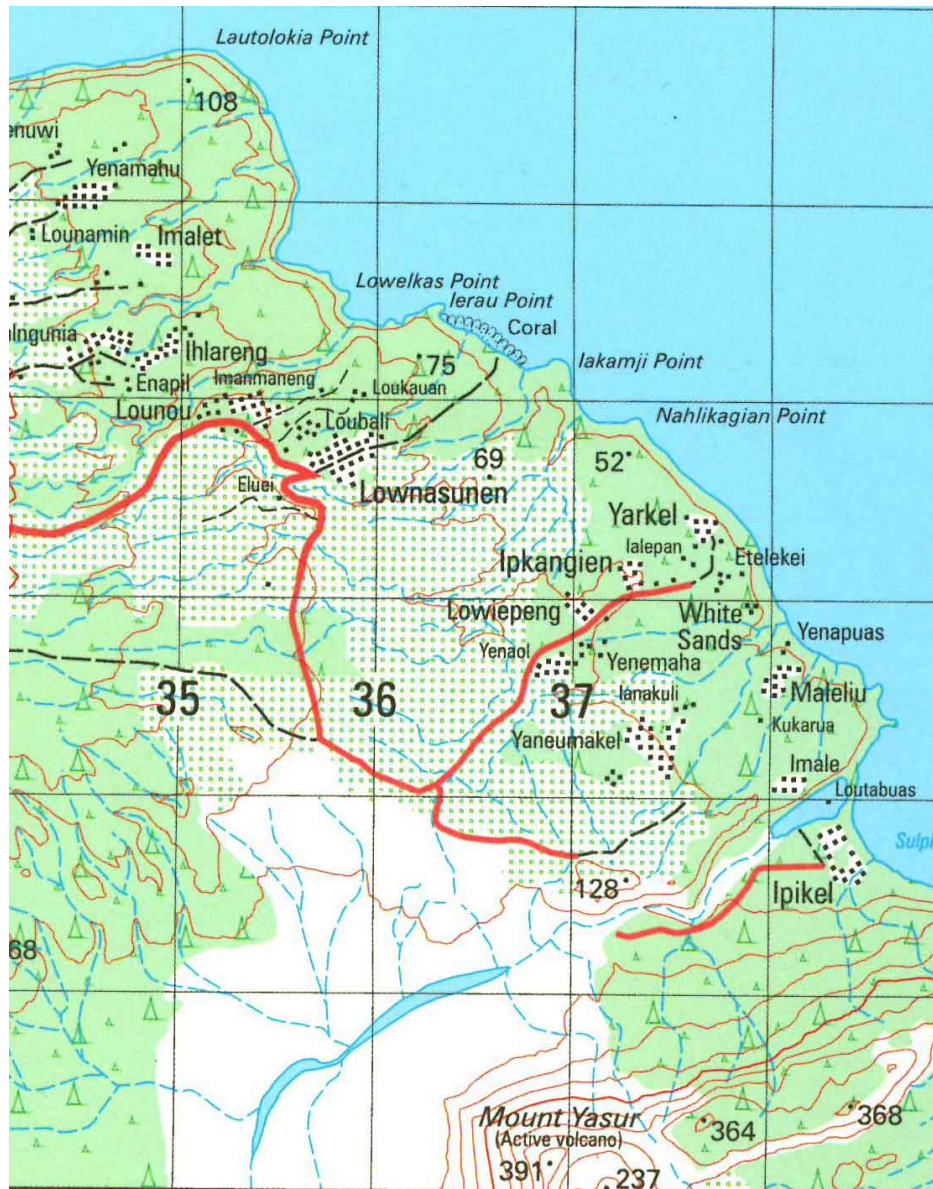 Lautolokia Point
108
enuwi
Yenamahu
Lounamin
Imalet
Lowelkas Point
Ierau Point
Coral
Ingunia
Ihlareng
75
Iakamji Point
Enapil
Imanmaneng
Loukauan
Lounou
Loubali
Nahlikagian Point
69
52
Eluei
Lownasunen
Yarkel
Ialepan
Etelekei
Ipkangien
Lowiepeng
White
Sands
Yenaol
Yenemaha
Yenapuas
35
36
37
Ianakuli
Maleliu
Kukarua
Yaneumakel
Imale
Loutabuas
Sulph
128
Ipikel
68
Mount Yasur
(Active volcano)
364
368
391
237